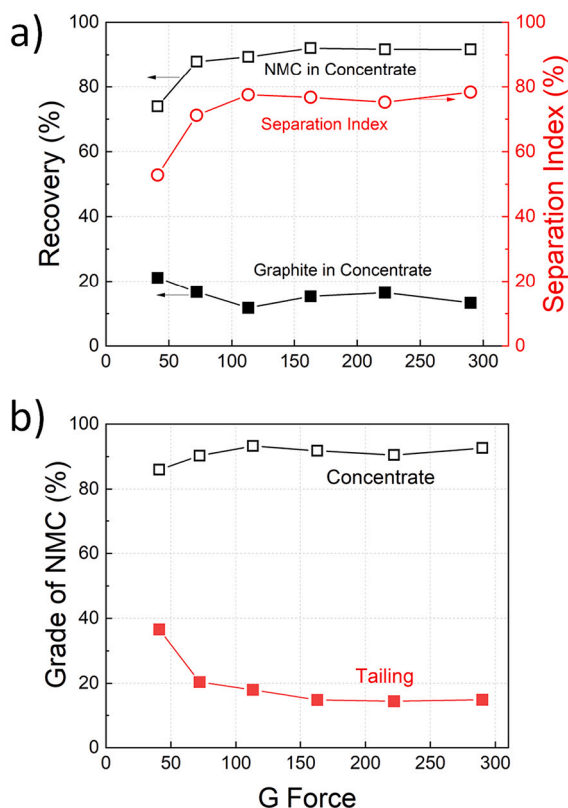 a)
100
80
60
40
20
0
Recovery (%)
NMC in Concentrate
Separation Index
Graphite in Concentrate
100
80
60
40
20
0
Separation Index (%)
0 50 100 150 200 250 300
b)
100
80
60
40
20
0
Grade of NMC (%)
Concentrate
Tailing
0 50 100 150 200 250 300
G Force